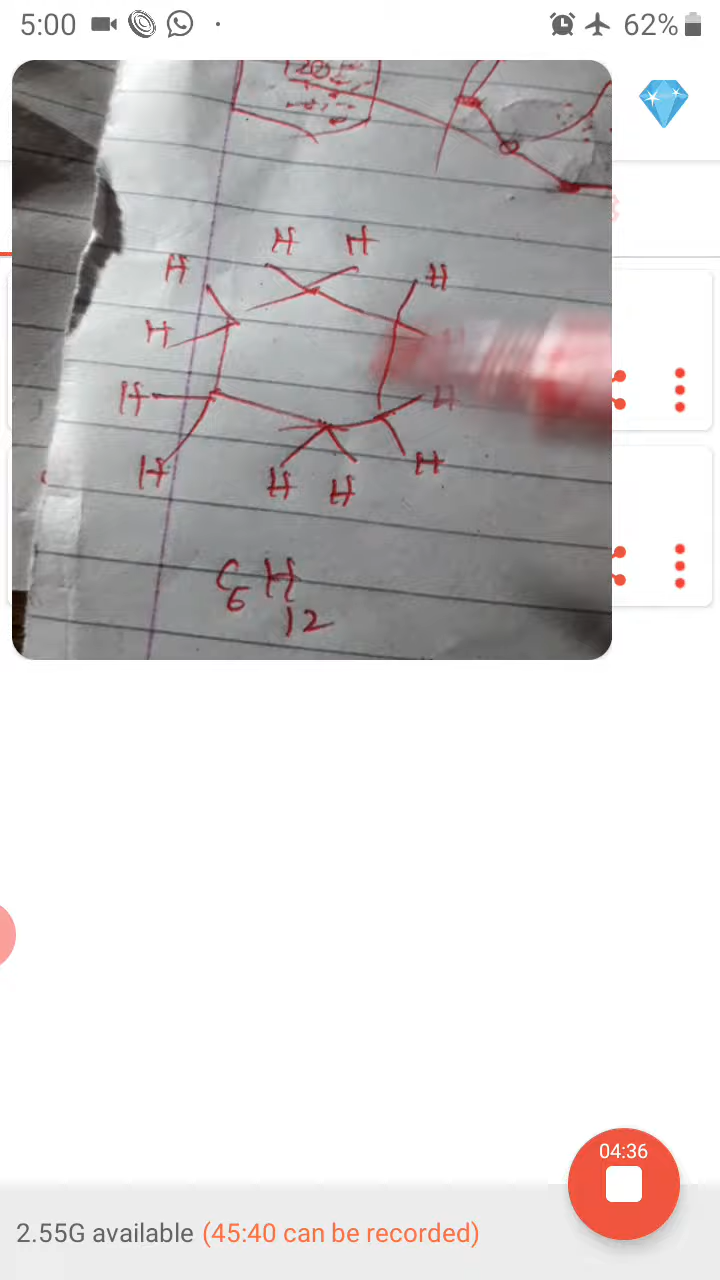 5:00 62%
H H
H H
H
H H
H H H H
C6H12
04:36
2.55G available (45:40 can be recorded)